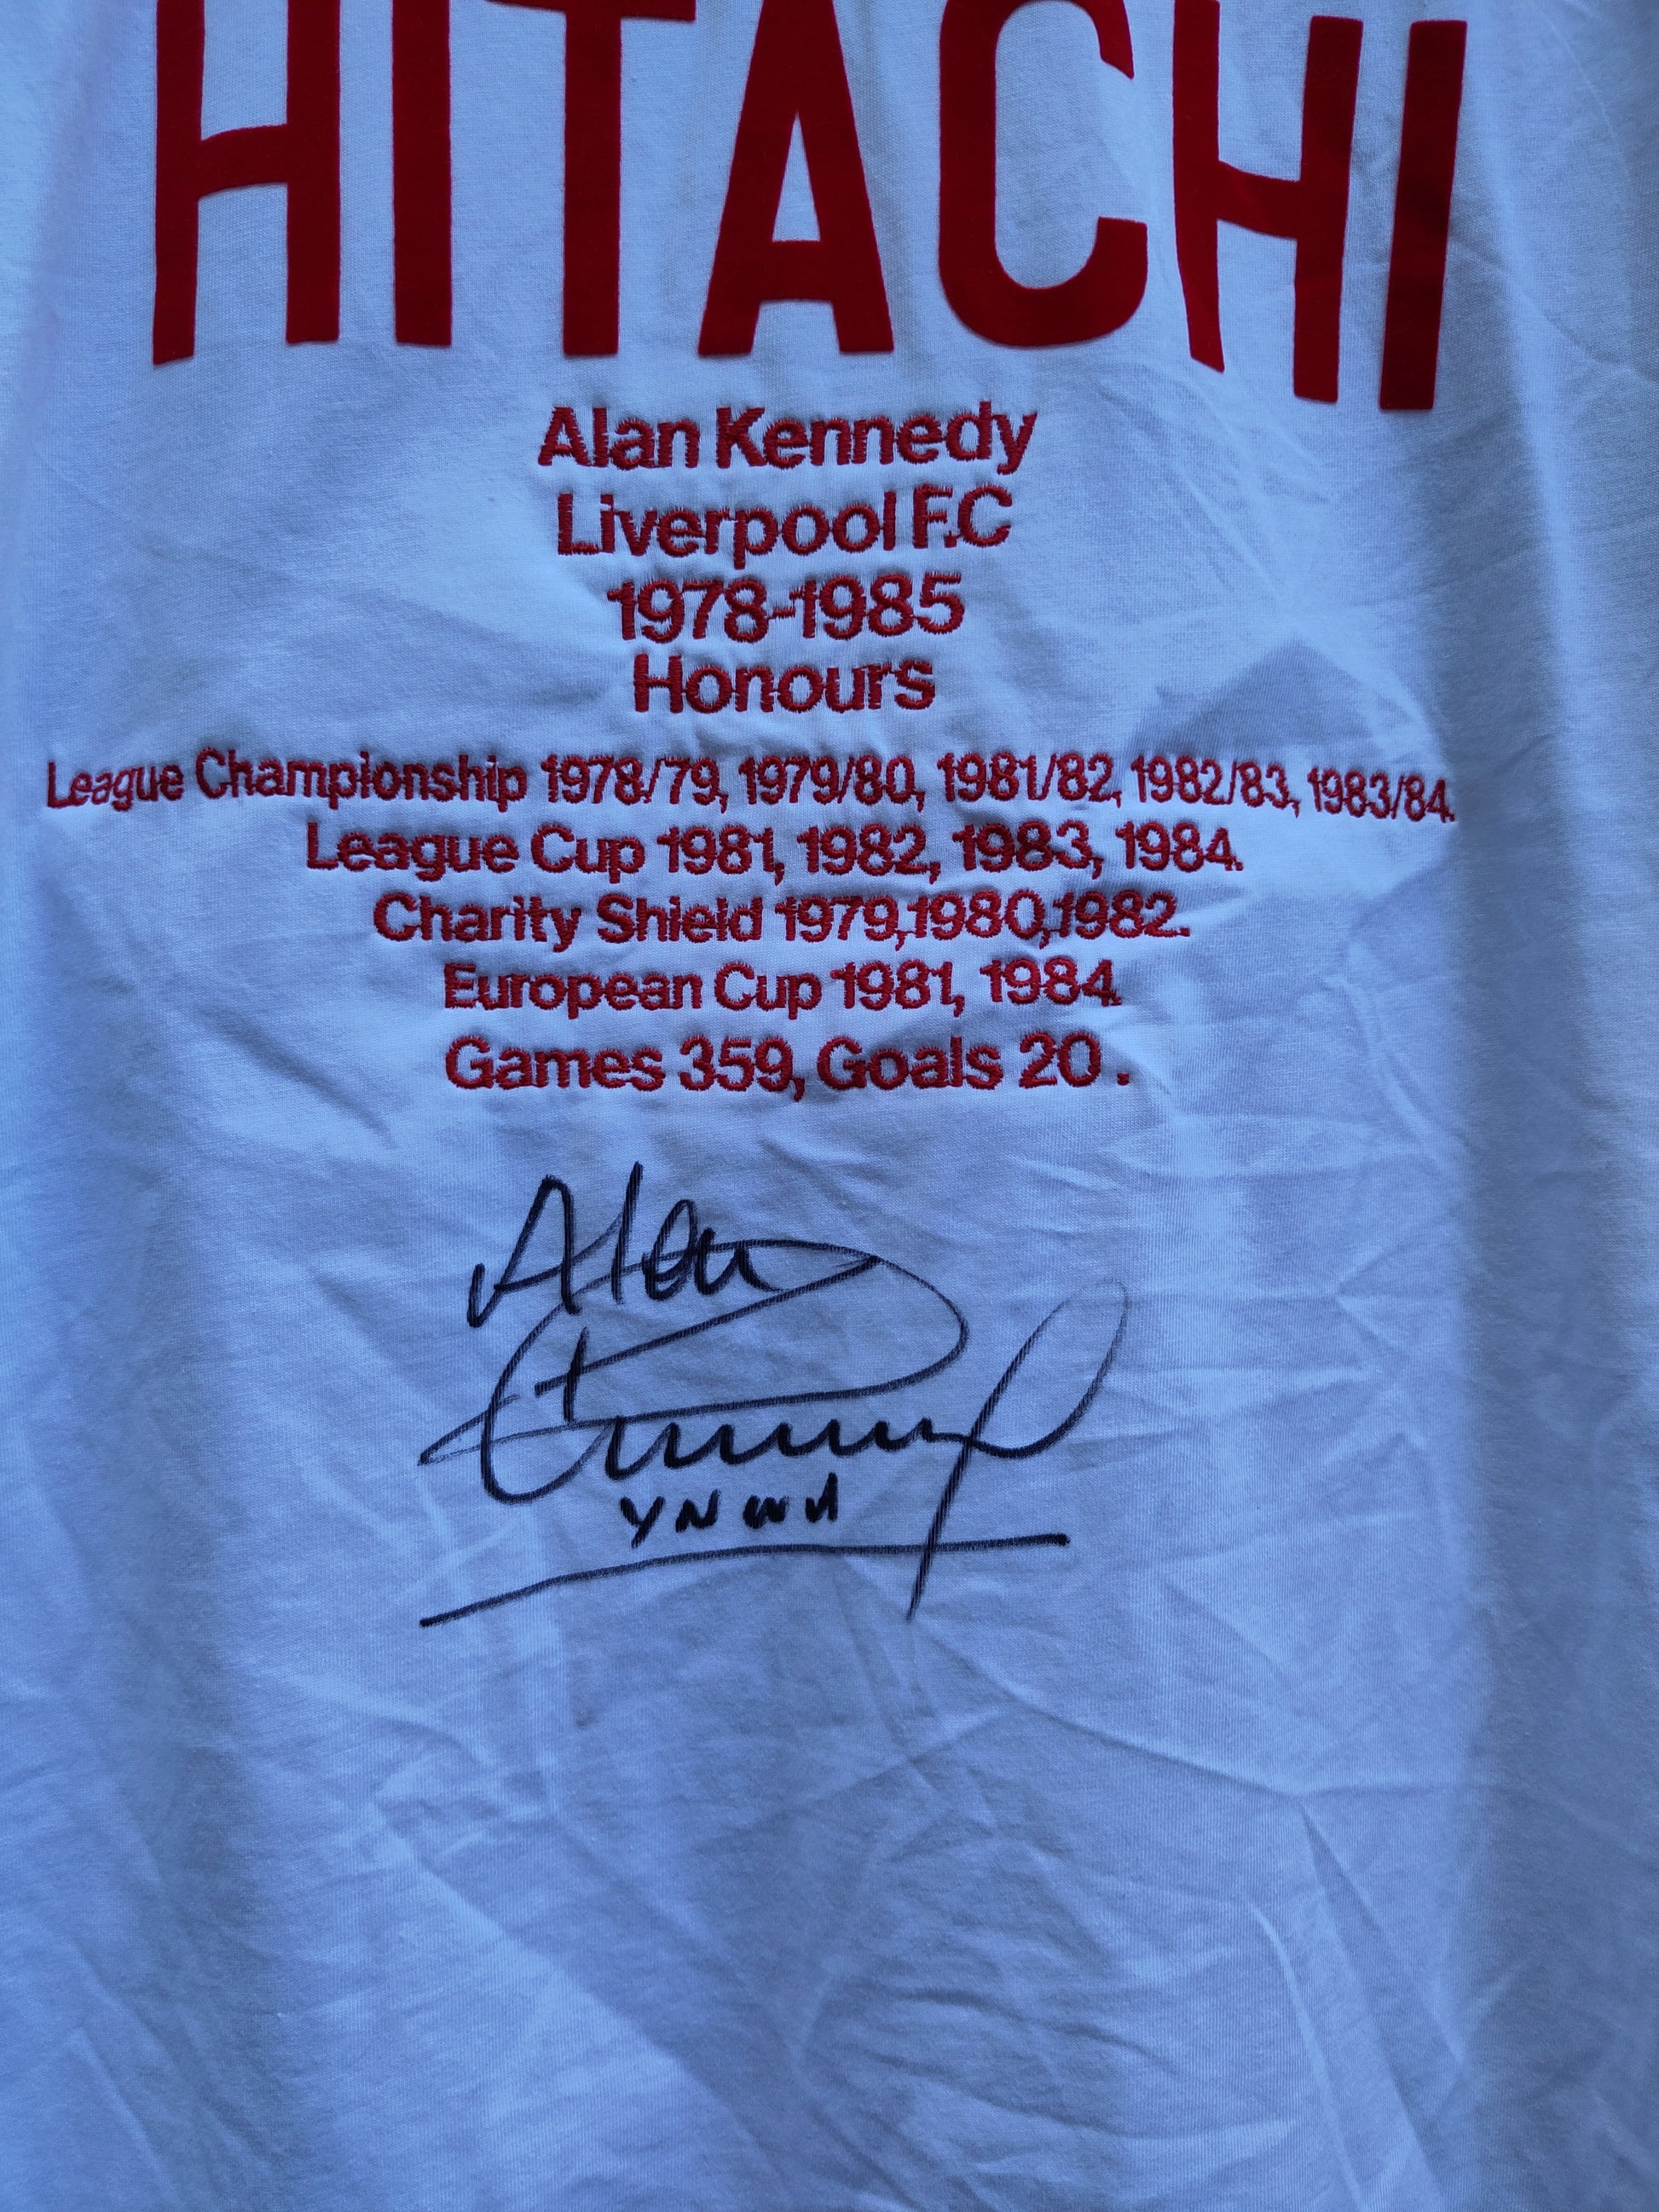 HITACHI
Alan Kennedy
Liverpool F.C
1978-1985
Honours
League Championship 1978/79, 1979/80, 1981/82, 1982/83, 1983/84.
League Cup 1981, 1982, 1983, 1984.
Charity Shield 1979,1980,1982.
European Cup 1981, 1984.
Games 359, Goals 20 .
Alan
Kennedy
YNWA